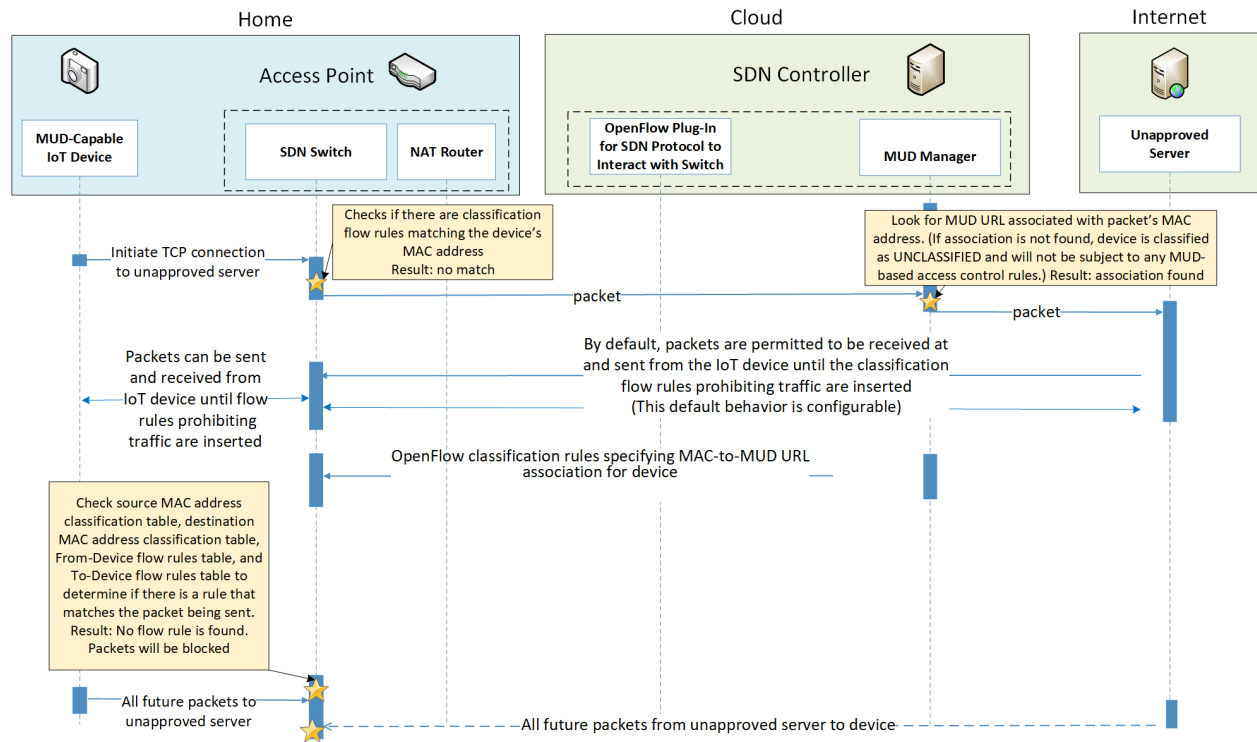 Home
Cloud
Internet
Access Point
SDN Controller
MUD-Capable
IoT Device
SDN Switch
NAT Router
OpenFlow Plug-In
for SDN Protocol to
Interact with Switch
MUD Manager
Unapproved
Server
Checks if there are classification
flow rules matching the device's
MAC address
Result: no match
Look for MUD URL associated with packet's MAC
address. (If association is not found, device is classified
as UNCLASSIFIED and will not be subject to any MUD-
based access control rules.) Result: association found
Initiate TCP connection
to unapproved server
packet
packet
Packets can be sent
and received from
IoT device until flow
rules prohibiting
traffic are inserted
By default, packets are permitted to be received at
and sent from the IoT device until the classification
flow rules prohibiting traffic are inserted
(This default behavior is configurable)
OpenFlow classification rules specifying MAC-to-MUD URL
association for device
Check source MAC address
classification table, destination
MAC address classification table,
From-Device flow rules table, and
To-Device flow rules table to
determine if there is a rule that
matches the packet being sent.
Result: No flow rule is found.
Packets will be blocked
All future packets to
unapproved server
All future packets from unapproved server to device